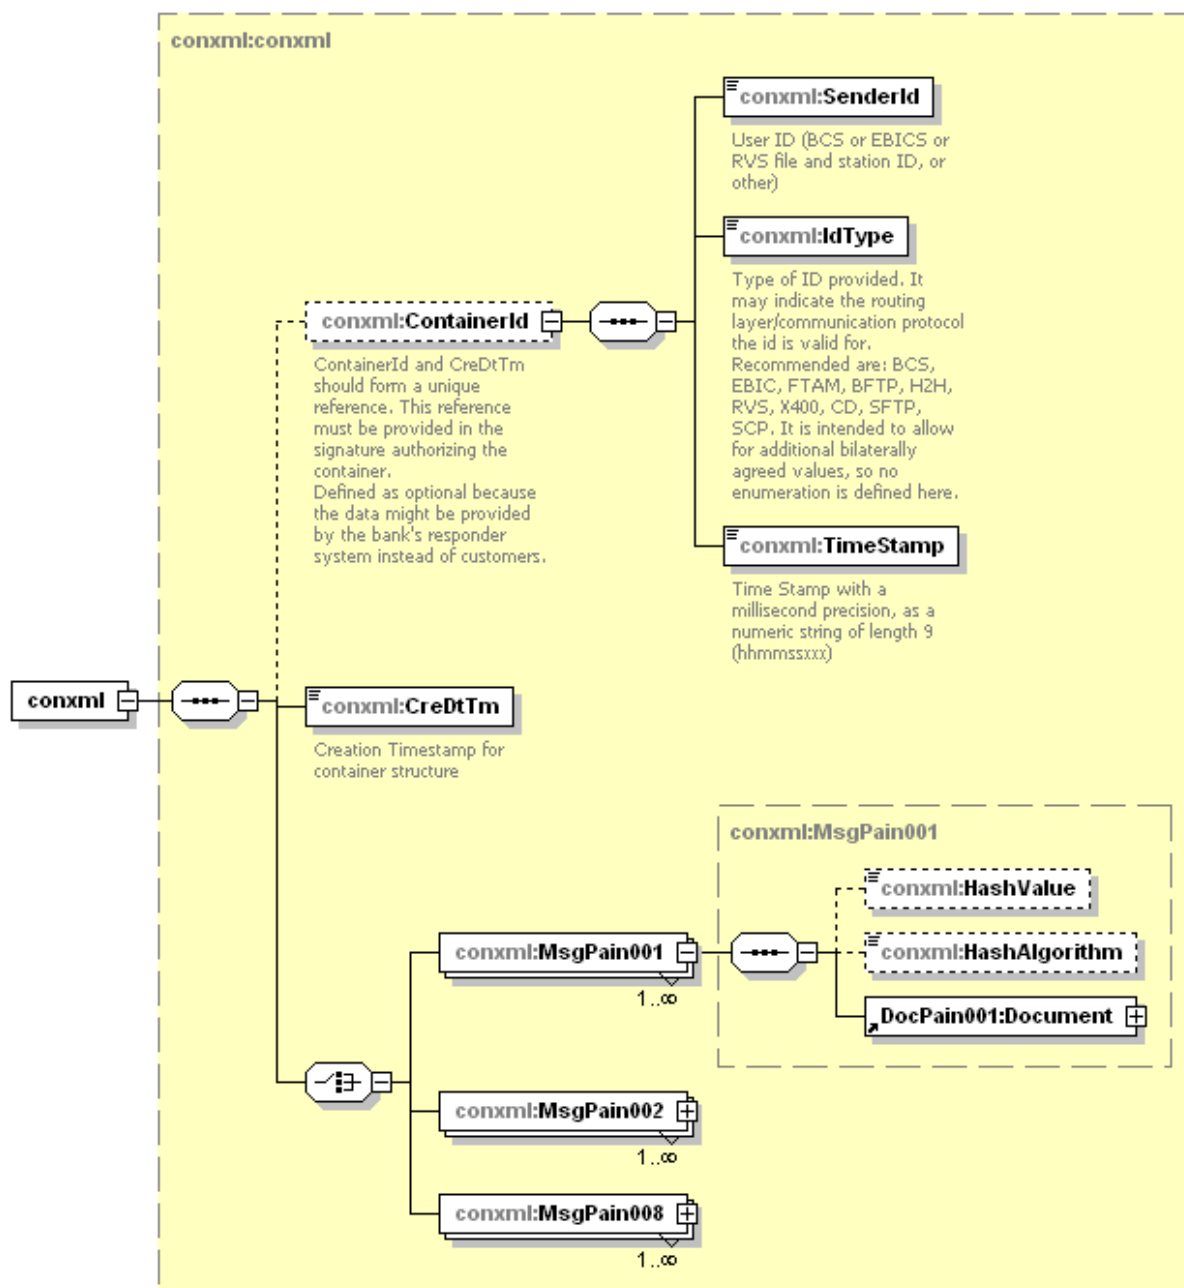 conxml:conxml
conxml:SenderId
User ID (BCS or EBICS or
RVS file and station ID, or
other)
conxml:IdType
Type of ID provided. It
may indicate the routing
layer/communication protocol
the id is valid for.
Recommended are: BCS,
EBIC, FTAM, BFTP, H2H,
RVS, X400, CD, SFTP,
SCP. It is intended to allow
for additional bilaterally
agreed values, so no
enumeration is defined here.
conxml:ContainerId
ContainerId and CreDtTm
should form a unique
reference. This reference
must be provided in the
signature authorizing the
container.
Defined as optional because
the data might be provided
by the bank's responder
system instead of customers.
conxml:TimeStamp
Time Stamp with a
millisecond precision, as a
numeric string of length 9
(hhmmssxxx)
conxml
conxml:CreDtTm
Creation Timestamp for
container structure
conxml:MsgPain001
conxml:HashValue
conxml:HashAlgorithm
DocPain001:Document
conxml:MsgPain001
1..∞
conxml:MsgPain002
1..∞
conxml:MsgPain008
1..∞